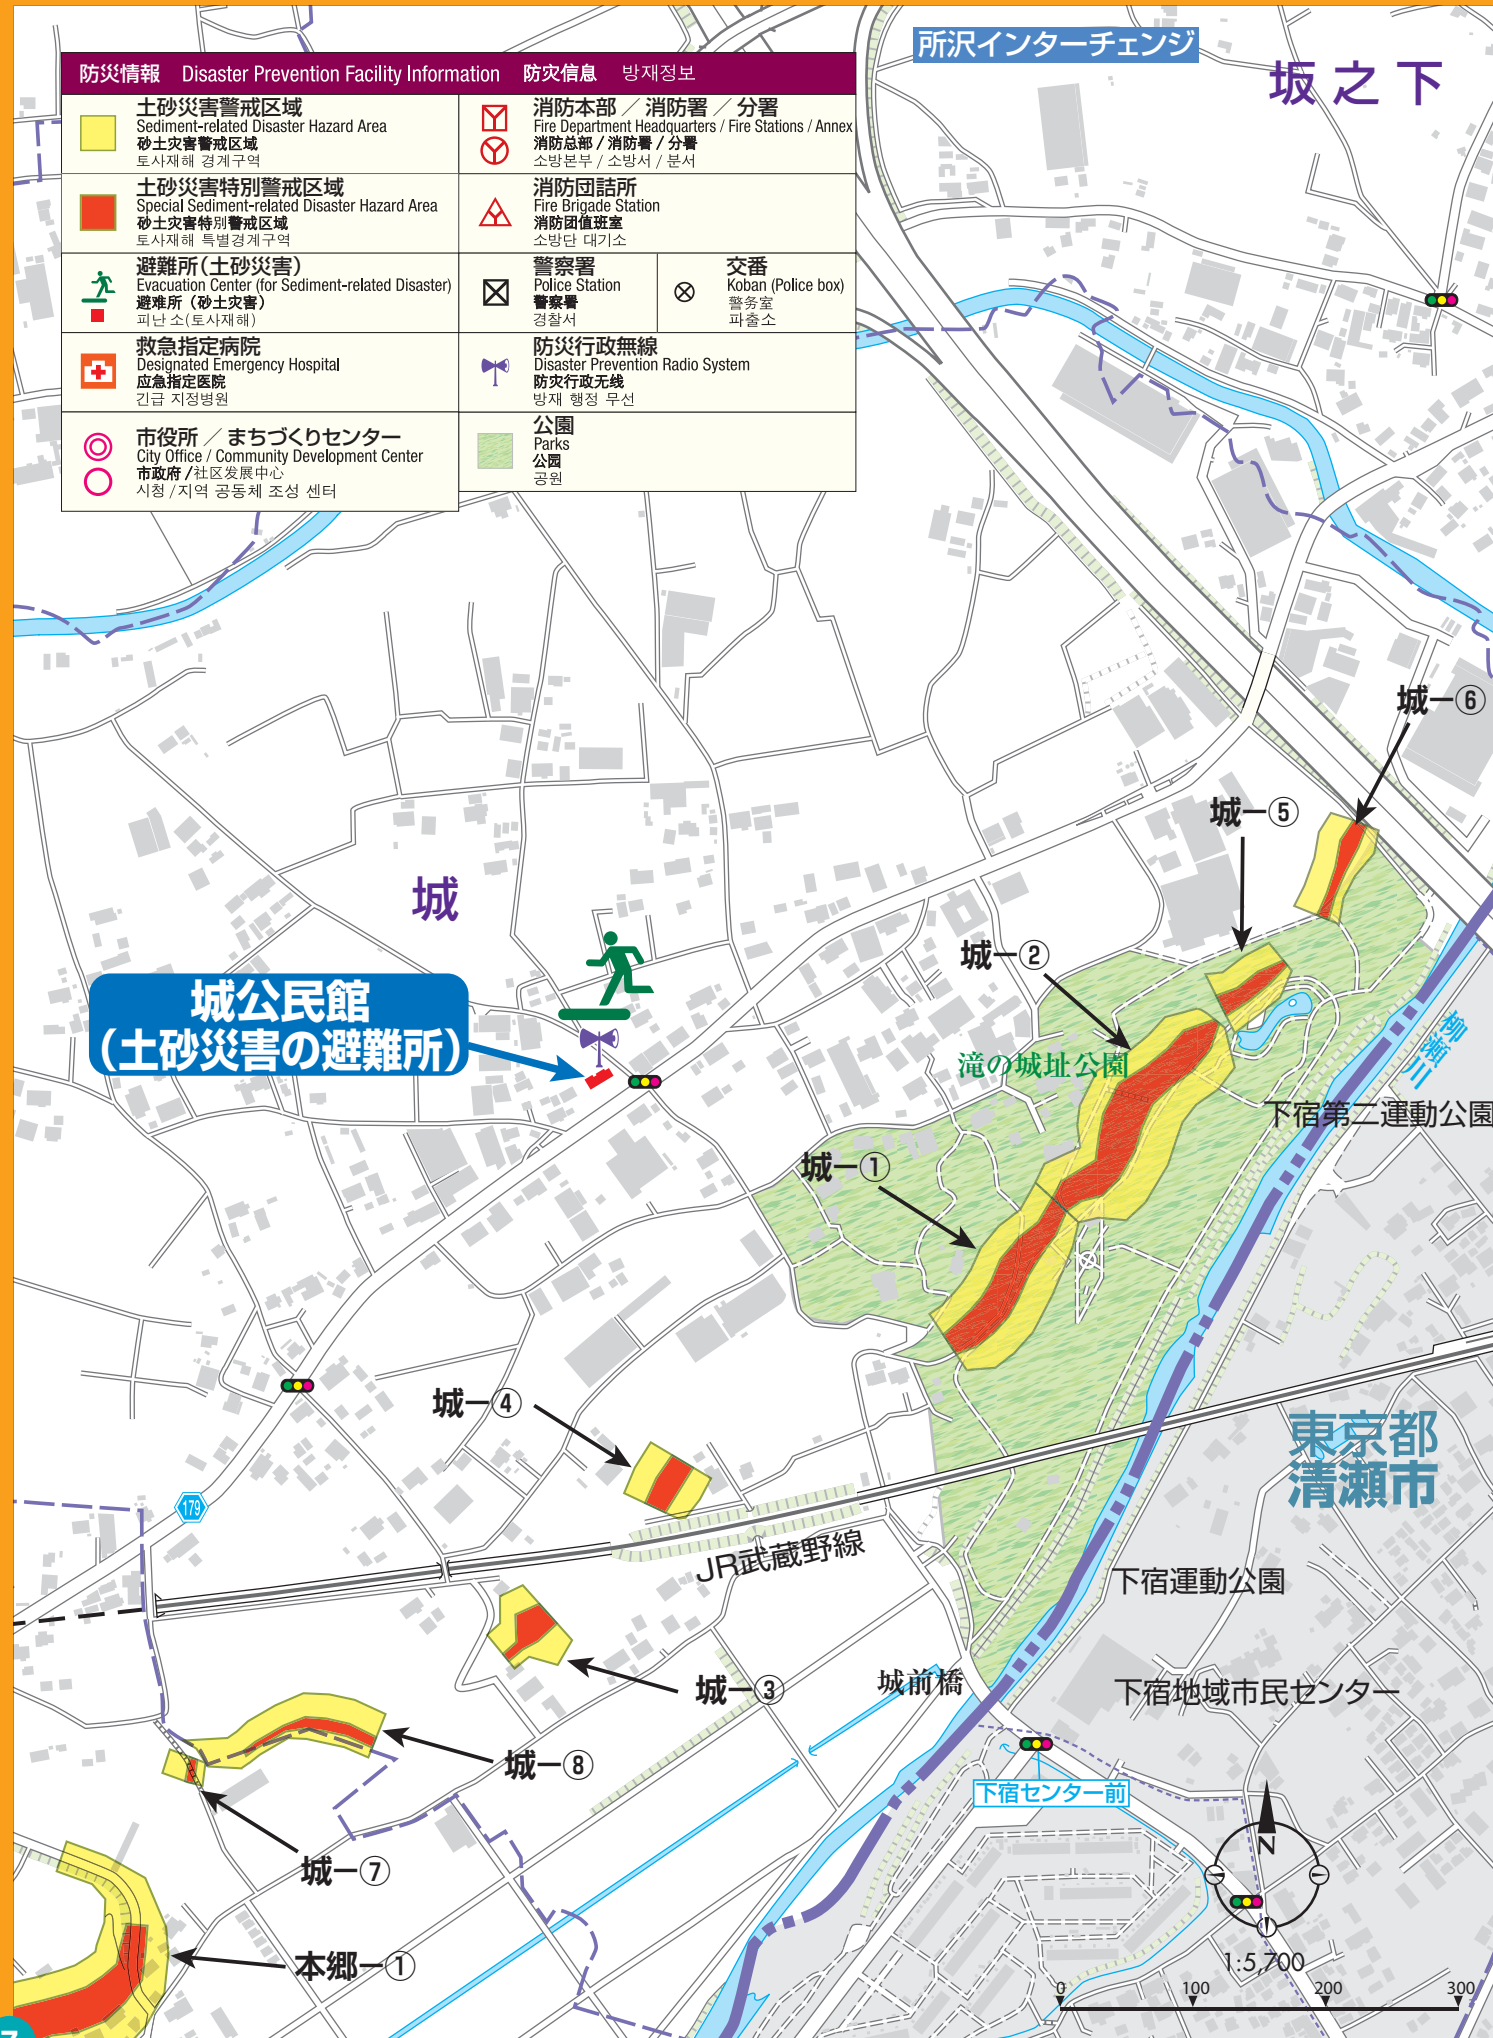 防災情報 Disaster Prevention Facility Information 防灾信息 방재정보
土砂災害警戒区域
Sediment-related Disaster Hazard Area
砂土灾害警戒区域
토사재해 경계구역
消防本部／消防署／分署
Fire Department Headquarters / Fire Stations / Annex
消防总部 / 消防署 / 分署
소방본부 / 소방서 / 분서
土砂災害特別警戒区域
Special Sediment-related Disaster Hazard Area
砂土灾害特別警戒区域
토사재해 특별경계구역
消防団詰所
Fire Brigade Station
消防团值班室
소방단 대기소
避難所(土砂災害)
Evacuation Center (for Sediment-related Disaster)
避难所（砂土灾害）
피난 소(토사재해)
警察署
Police Station
警察署
경찰서
交番
Koban (Police box)
警务室
파출소
救急指定病院
Designated Emergency Hospital
应急指定医院
긴급 지정병원
防災行政無線
Disaster Prevention Radio System
防灾行政无线
방재 행정 무선
市役所／まちづくりセンター
City Office / Community Development Center
市政府 /社区发展中心
시청 /지역 공동체 조성 센터
公園
Parks
公园
공원
所沢インターチェンジ
坂之下
城ー⑥
城ー⑤
城
城ー②
城公民館
(土砂災害の避難所)
滝の城址公園
柳瀬川
下宿第二運動公園
城ー①
城ー④
東京都
清瀬市
179
JR武蔵野線
下宿運動公園
城前橋
下宿地域市民センター
城ー③
城ー⑧
下宿センター前
城ー⑦
N
本郷ー①
1:5,700
0 100 200 300
7